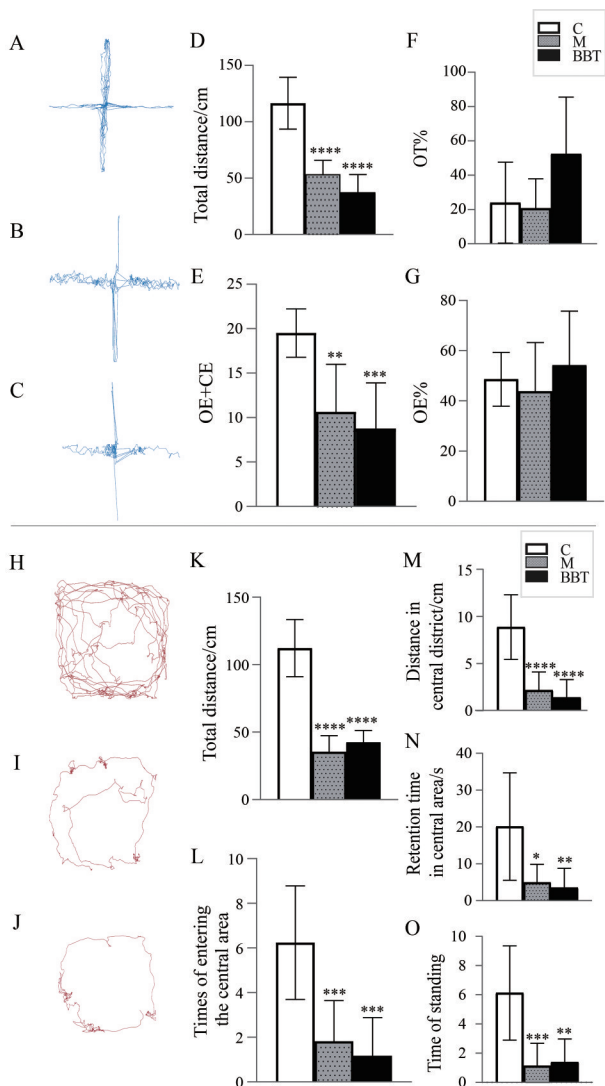 C
M
BBT
A
D
F
Total distance/cm
150
100
50
0
****
****
OT%
100
80
60
40
20
0
B
E
G
OE+CE
25
20
15
10
5
0
**
***
OE%
80
60
40
20
0
C
C
M
BBT
H
K
M
Total distance/cm
150
100
50
0
****
****
Distance in
central district/cm
15
10
5
0
****
****
I
N
Retention time
in central area/s
40
30
20
10
0
*
**
L
Times of entering
the central area
6
4
2
0
***
***
J
O
Time of standing
10
8
6
4
2
0
***
**